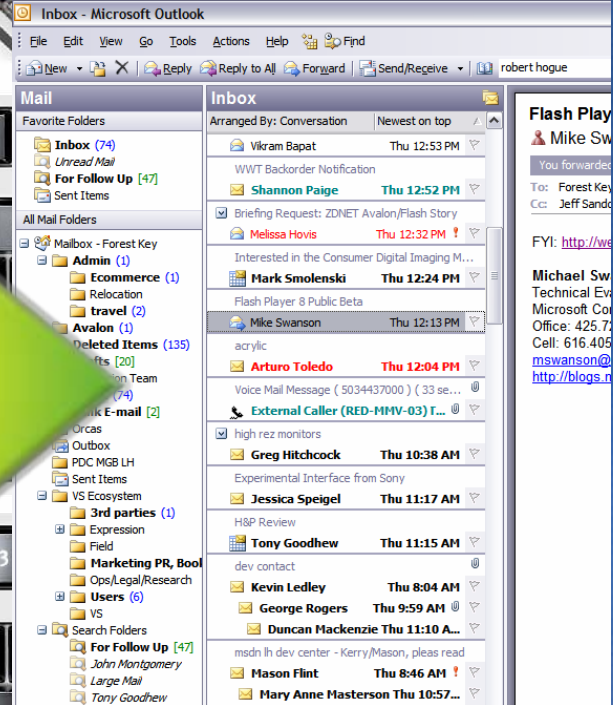 Inbox - Microsoft Outlook
File Edit View Go Tools Actions Help Find
New Reply Reply to All Forward Send/Receive robert hogue
Mail
Favorite Folders
Inbox (74)
Unread Mail
For Follow Up [47]
Sent Items
All Mail Folders
Mailbox - Forest Key
Admin (1)
Ecommerce (1)
Relocation
travel (2)
Avalon (1)
Deleted Items (135)
[20]
Team
(74)
E-mail [2]
Orcas
Outbox
PDC MGB LH
Sent Items
VS Ecosystem
3rd parties (1)
Expression
Field
Marketing PR,
Ops/Legal/Research
Users (6)
VS
Search Folders
For Follow Up [47]
John Montgomery
Large Mail
Tony Goodhew
Inbox
Arranged By: Conversation Newest on top
Vikram Bapat Thu 12:53 PM
WWT Backorder Notification
Shannon Paige Thu 12:52 PM
Briefing Request: ZDNET Avalon/Flash Story
Melissa Hovis Thu 12:32 PM
Interested in the Consumer Digital Imaging M...
Mark Smolenski Thu 12:24 PM
Flash Player 8 Public Beta
Mike Swanson Thu 12:13 PM
acrylic
Arturo Toledo Thu 12:04 PM
Voice Mail Message ( 5034437000 ) ( 33 se...
External Caller (RED-MMV-03) T...
high rez monitors
Greg Hitchcock Thu 10:38 AM
Experimental Interface from Sony
Jessica Speigel Thu 11:17 AM
H&P Review
Tony Goodhew Thu 11:15 AM
dev contact
Kevin Ledley Thu 8:04 AM
George Rogers Thu 9:59 AM
Duncan Mackenzie Thu 11:10 A...
msdn lh dev center - Kerry/Mason, pleas read
Mason Flint Thu 8:46 AM
Mary Anne Masterson Thu 10:57...
Flash Play
Mike Sw
You forwarded
To: Forest Key
Cc: Jeff Sando
FYI: http://we
Michael Swa
Technical Eva
Microsoft Cor
Office: 425.72
Cell: 616.405
mswanson@
http://blogs.m